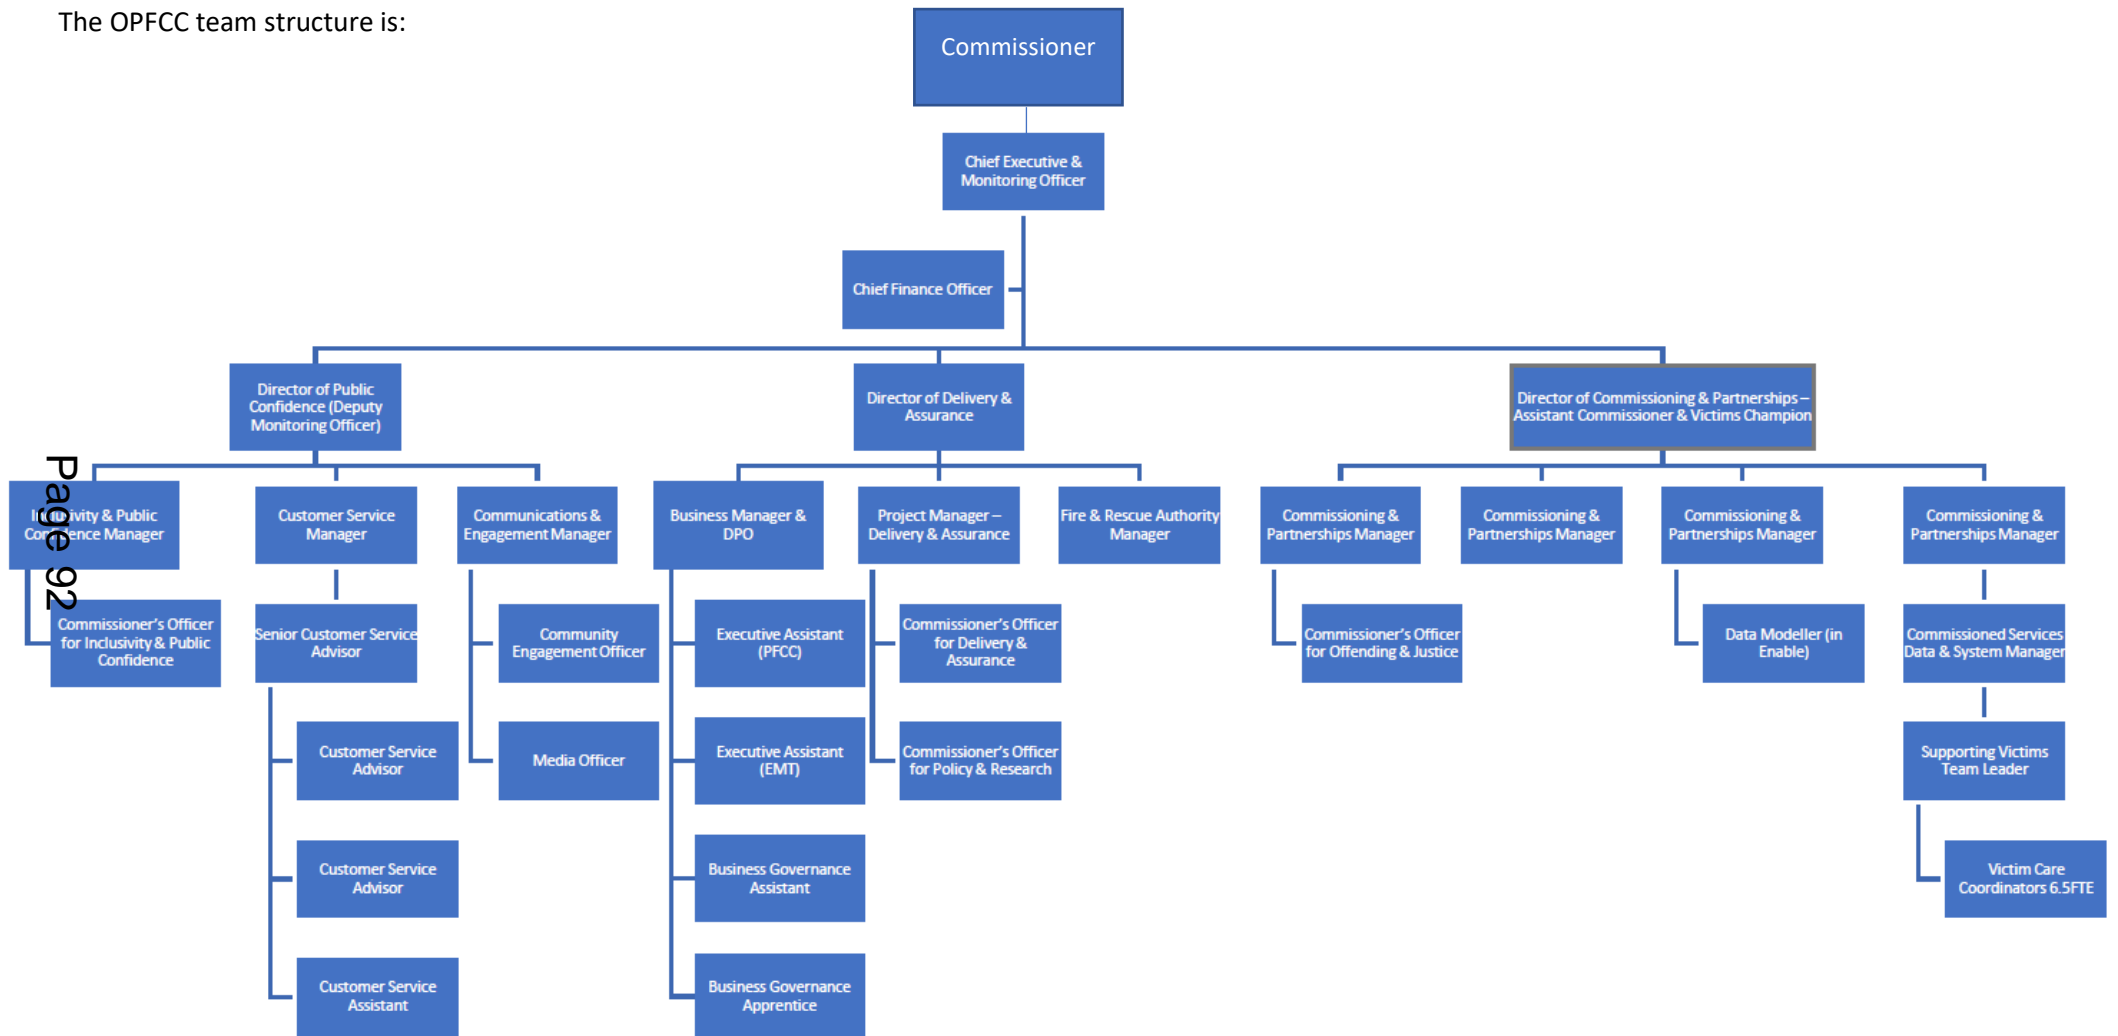 The OPFCC team structure is:
Commissioner
Chief Executive &
Monitoring Officer
Chief Finance Officer
Director of Public
Confidence (Deputy
Monitoring Officer)
Director of Delivery &
Assurance
Director of Commissioning & Partnerships –
Assistant Commissioner & Victims Champion
Page 92
Inclusivity & Public
Confidence Manager
Customer Service
Manager
Communications &
Engagement Manager
Business Manager &
DPO
Project Manager –
Delivery & Assurance
Fire & Rescue Authority
Manager
Commissioning &
Partnerships Manager
Commissioning &
Partnerships Manager
Commissioning &
Partnerships Manager
Commissioning &
Partnerships Manager
Commissioner's Officer
for Inclusivity & Public
Confidence
Senior Customer Service
Advisor
Community
Engagement Officer
Executive Assistant
(PFCC)
Commissioner's Officer
for Delivery &
Assurance
Commissioner's Officer
for Offending & Justice
Data Modeller (in
Enable)
Commissioned Services
Data & System Manager
Customer Service
Advisor
Media Officer
Executive Assistant
(EMT)
Commissioner's Officer
for Policy & Research
Supporting Victims
Team Leader
Customer Service
Advisor
Business Governance
Assistant
Victim Care
Coordinators 6.5FTE
Customer Service
Assistant
Business Governance
Apprentice